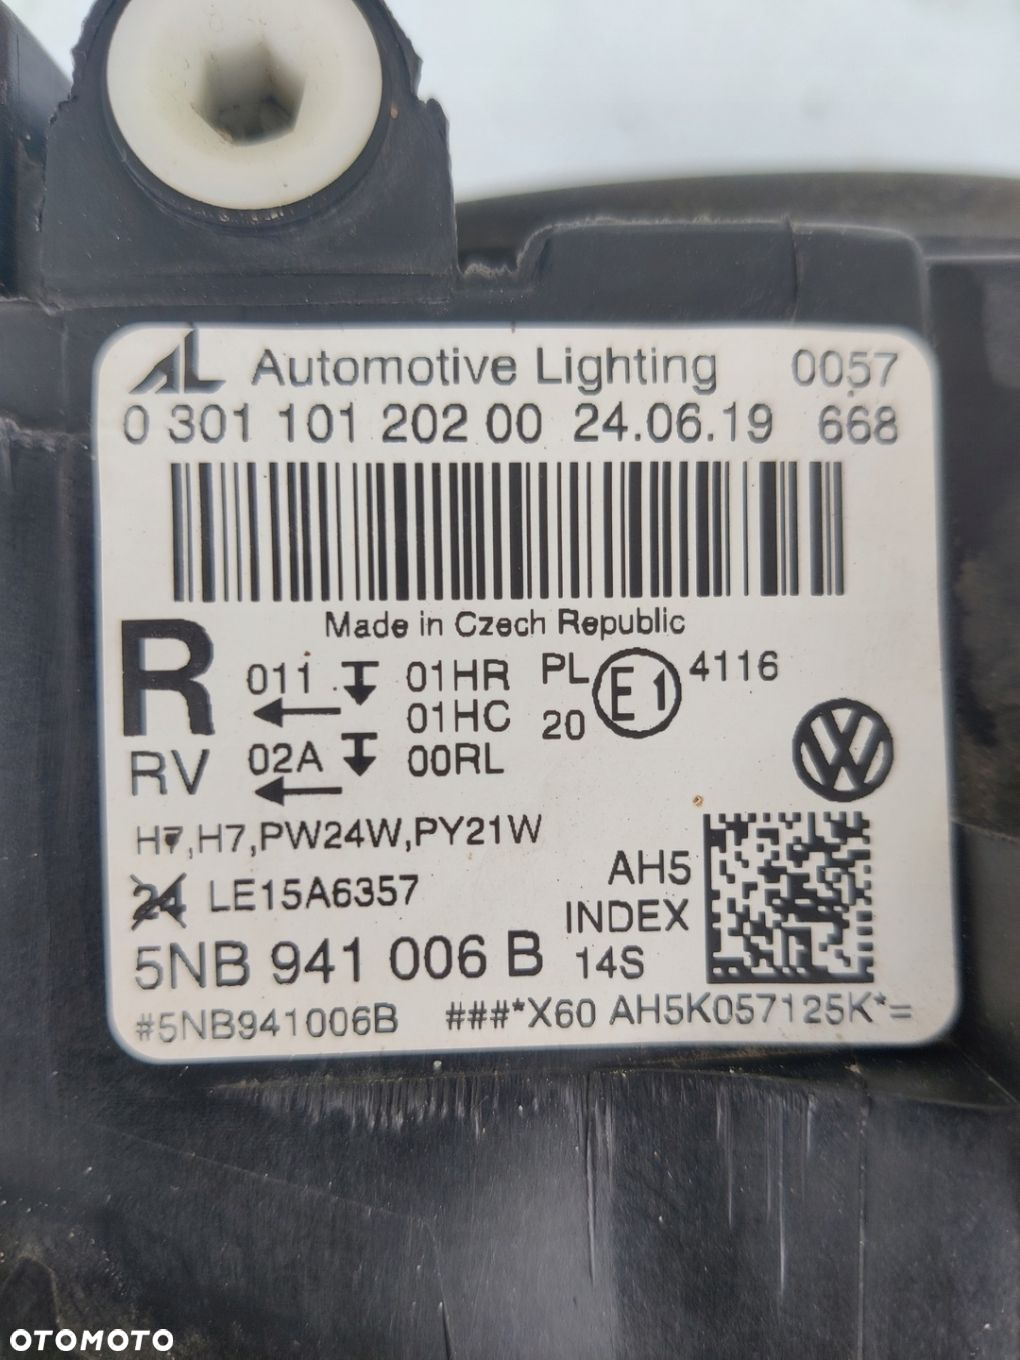 AL Automotive Lighting 0057
0 301 101 202 00 24.06.19 668
Made in Czech Republic
R 011 01HR PL E1 4116
01HC 20
RV 02A 00RL
H7,H7,PW24W,PY21W
24 LE15A6357 AH5
INDEX
5NB 941 006 B 14S
#5NB941006B ###*X60 AH5K057125K*=
OTOMOTO